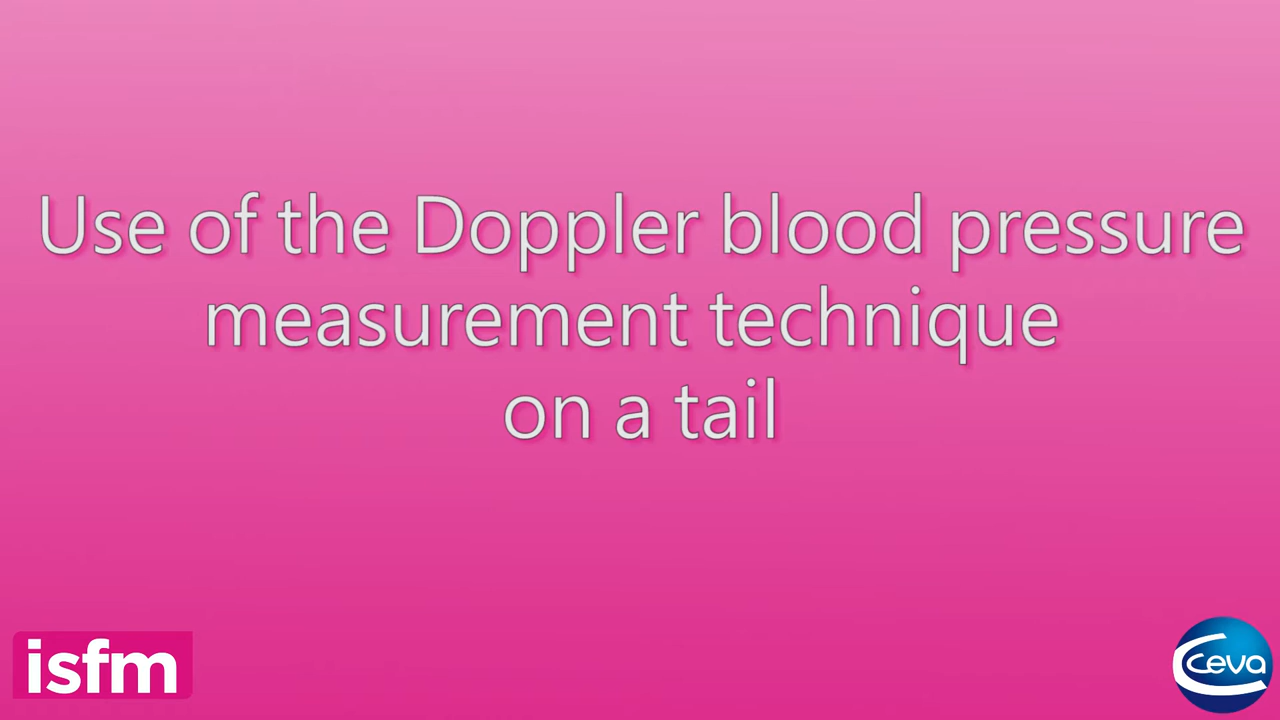 Use of the Doppler blood pressure
measurement technique
on a tail
isfm
Ceva